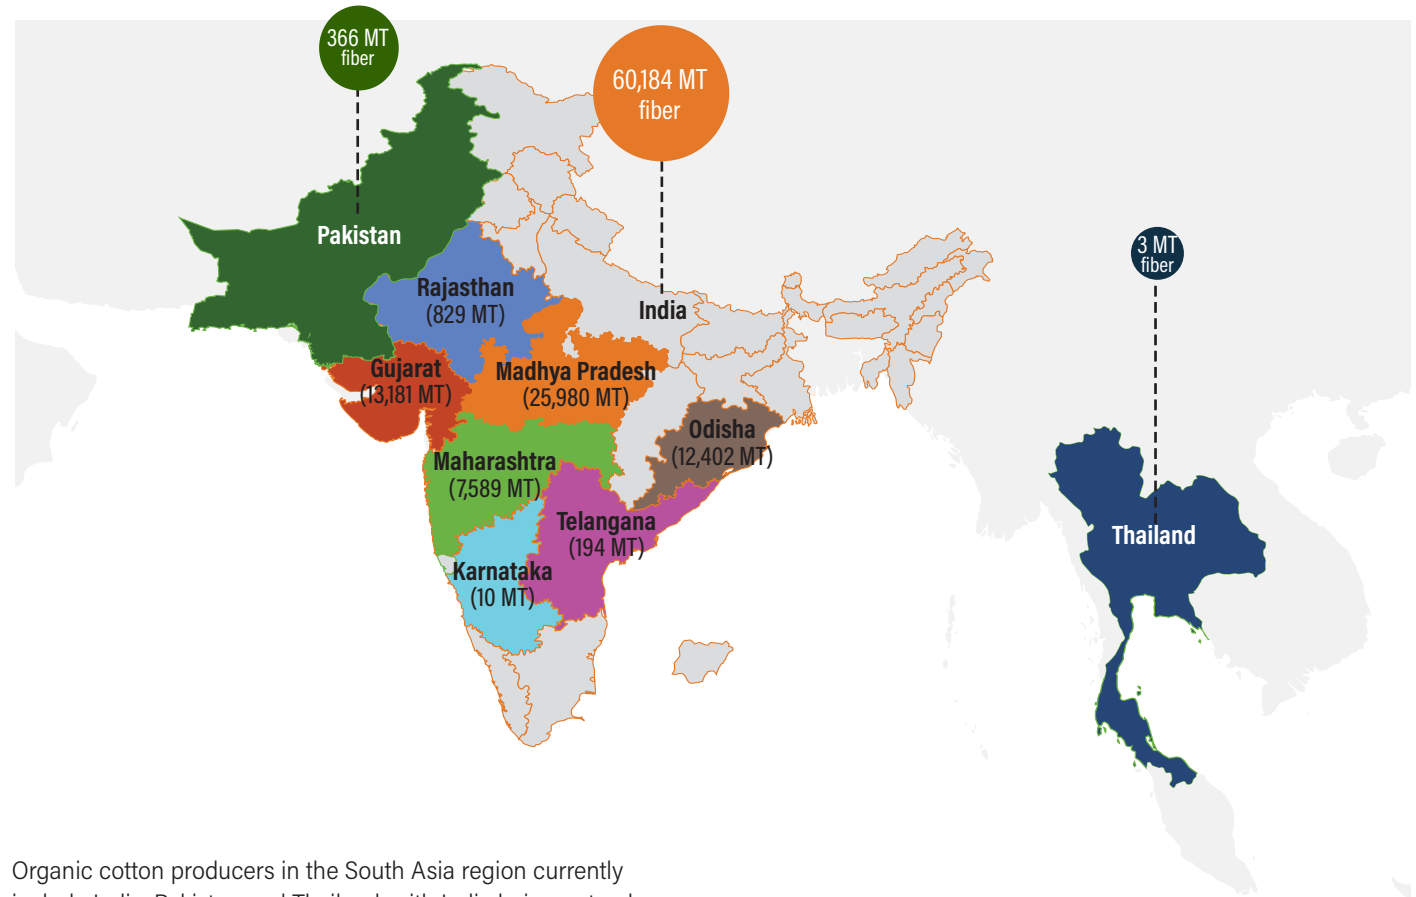 366 MT
fiber
60,184 MT
fiber
3 MT
fiber
Pakistan
Rajasthan
(829 MT)
India
Gujarat
(13,181 MT)
Madhya Pradesh
(25,980 MT)
Odisha
(12,402 MT)
Maharashtra
(7,589 MT)
Telangana
(194 MT)
Karnataka
(10 MT)
Thailand
Organic cotton producers in the South Asia region currently